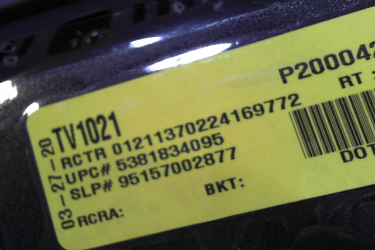 P200042
TV1021
RT
I RCTR 01211370224169772
UPC# 5381834095
SLP# 95157002877
DOT
BKT:
RCRA:
03-27 20